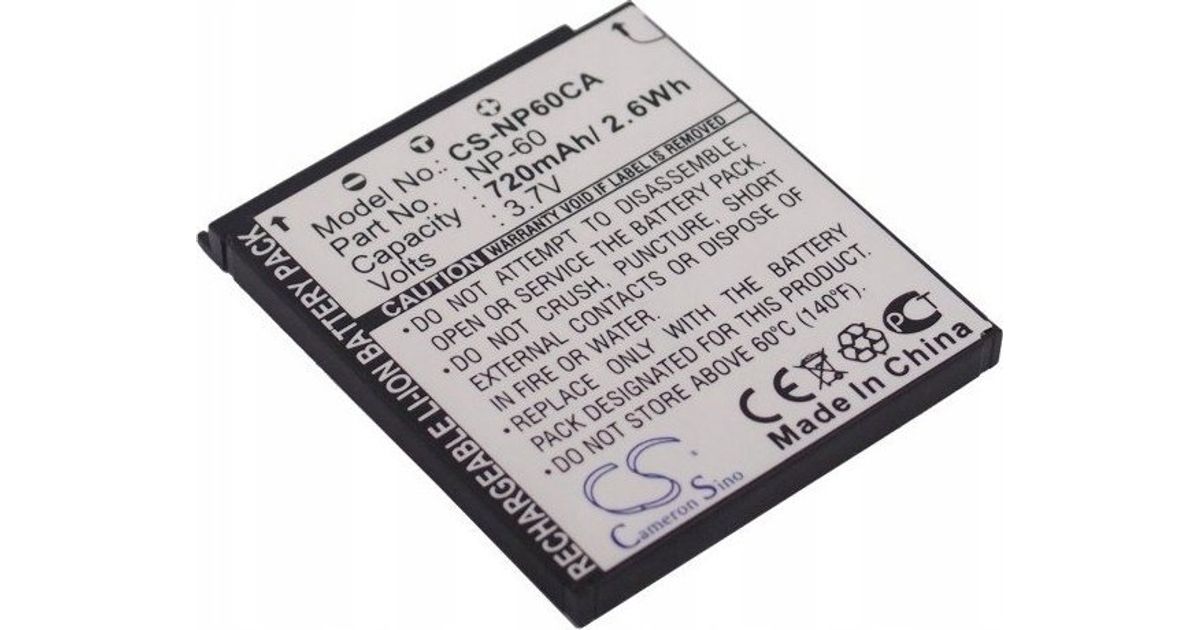 Model No.: CS-NP60CA
Part No. : NP-60
Capacity : 720mAh/ 2.6Wh
Volts : 3.7V
CAUTION WARRANTY VOID IF LABEL IS REMOVED
•DO NOT ATTEMPT TO DISASSEMBLE,
OPEN OR SERVICE THE BATTERY PACK.
•DO NOT CRUSH, PUNCTURE, SHORT
EXTERNAL CONTACTS OR DISPOSE OF
IN FIRE OR WATER.
•REPLACE ONLY WITH THE BATTERY
PACK DESIGNATED FOR THIS PRODUCT.
•DO NOT STORE ABOVE 60°C (140°F).
CE PCT
Made In China
CS
Cameron Sino
RECHARGEABLE LI-ION BATTERY PACK
T